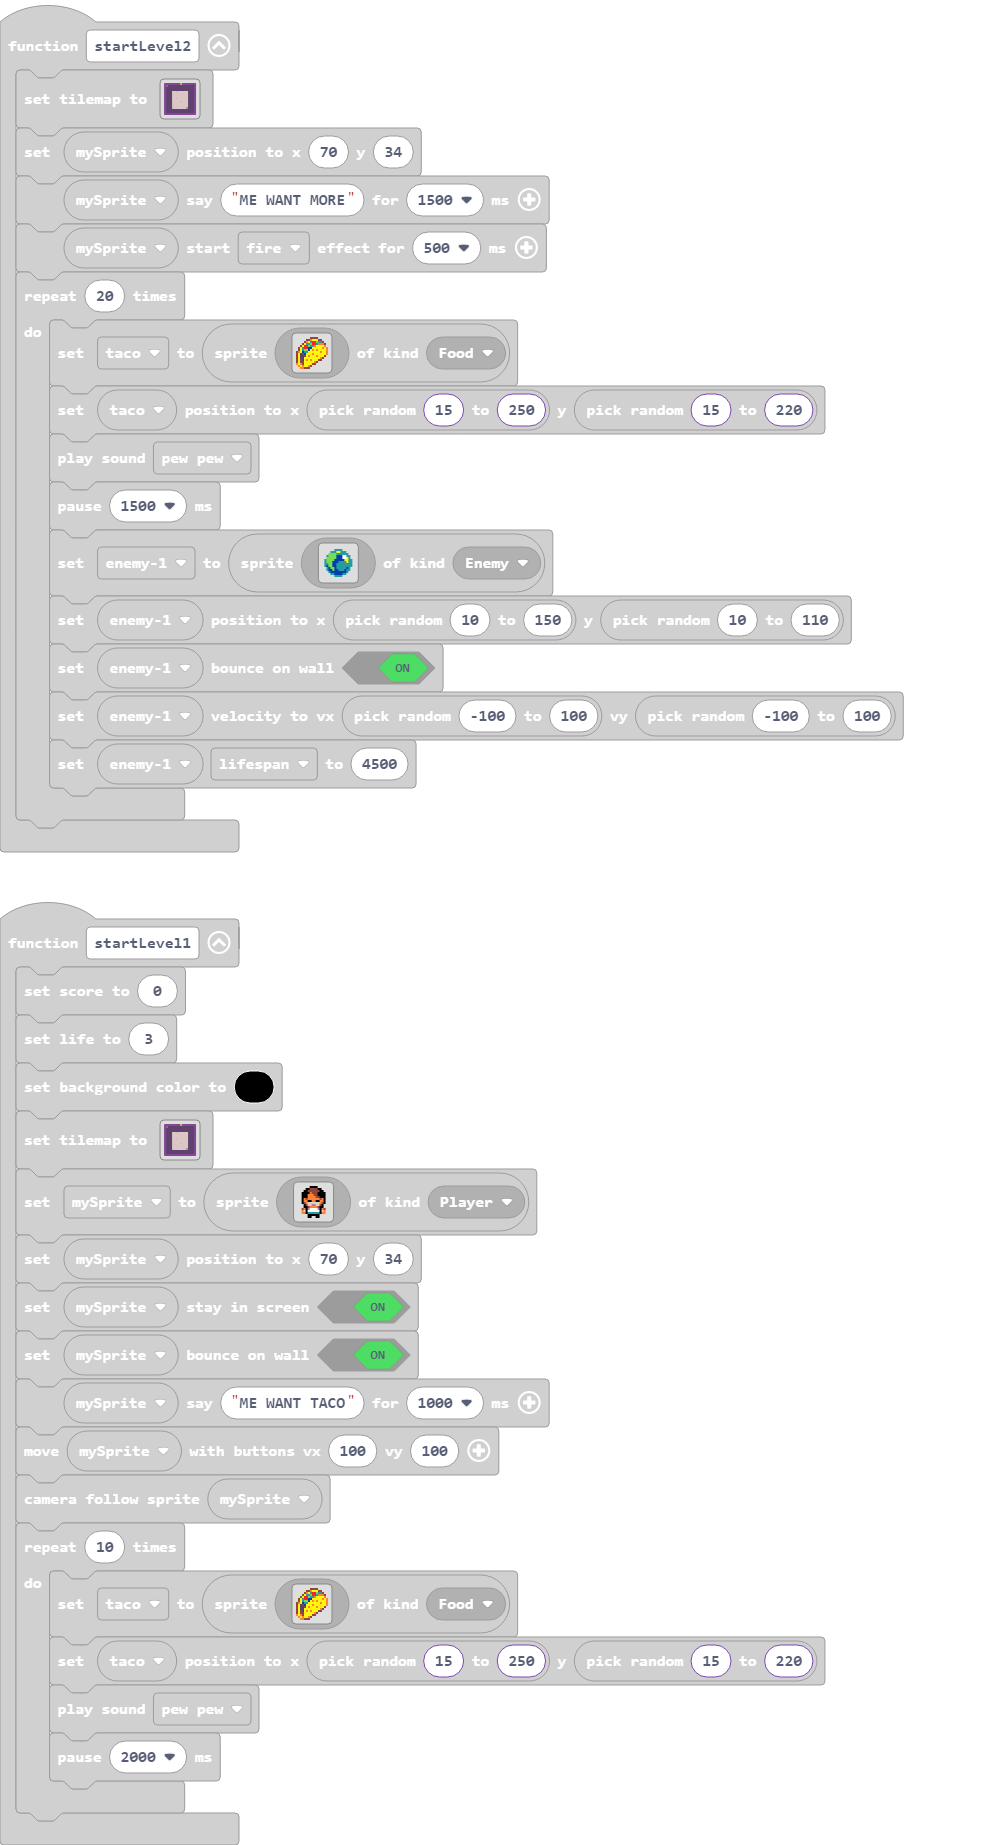 function startLevel2
set tilemap to
set mySprite position to x 70 y 34
mySprite say "ME WANT MORE" for 1500 ms
mySprite start fire effect for 500 ms
repeat 20 times
do
set taco to sprite of kind Food
set taco position to x pick random 15 to 250 y pick random 15 to 220
play sound pew pew
pause 1500 ms
set enemy-1 to sprite of kind Enemy
set enemy-1 position to x pick random 10 to 150 y pick random 10 to 110
set enemy-1 bounce on wall ON
set enemy-1 velocity to vx pick random -100 to 100 vy pick random -100 to 100
set enemy-1 lifespan to 4500
function startLevel1
set score to 0
set life to 3
set background color to
set tilemap to
set mySprite to sprite of kind Player
set mySprite position to x 70 y 34
set mySprite stay in screen ON
set mySprite bounce on wall ON
mySprite say "ME WANT TACO" for 1000 ms
move mySprite with buttons vx 100 vy 100
camera follow sprite mySprite
repeat 10 times
do
set taco to sprite of kind Food
set taco position to x pick random 15 to 250 y pick random 15 to 220
play sound pew pew
pause 2000 ms